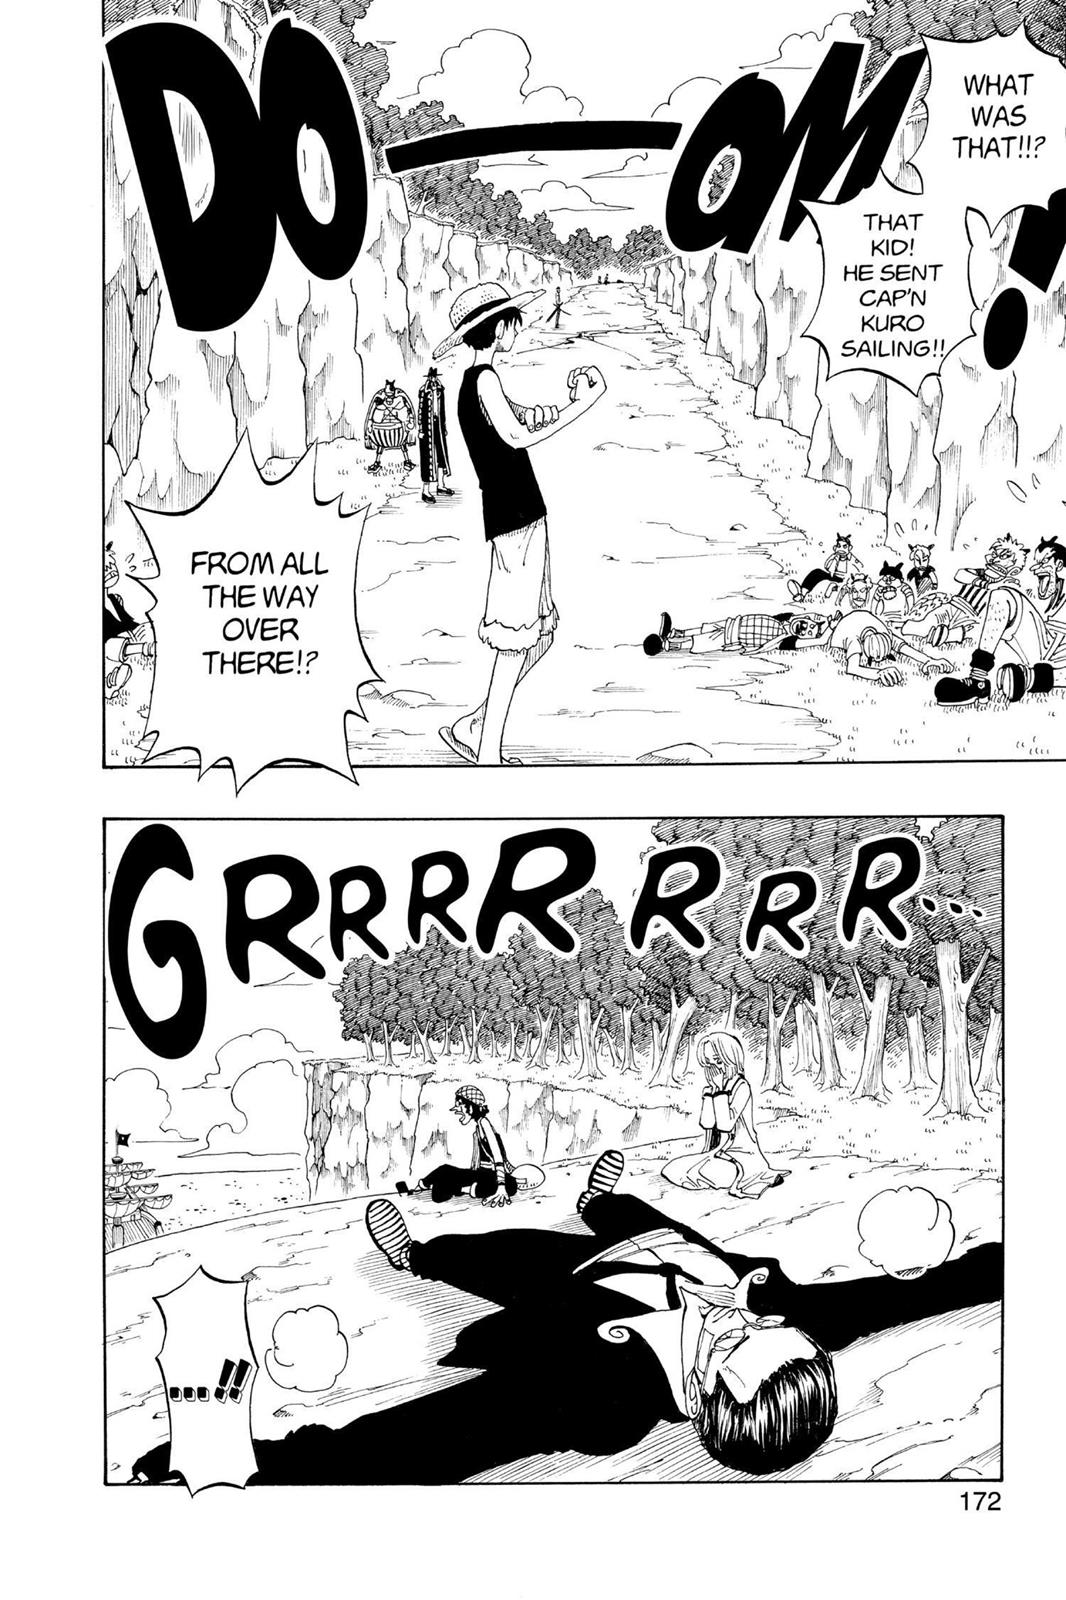 WHAT
WAS
THAT!!?
THAT
KID!
HE SENT
CAP'N
KURO
SAILING!!
!
DO—OM
FROM ALL
THE WAY
OVER
THERE!?
GRRRRRRR...
...!!
172